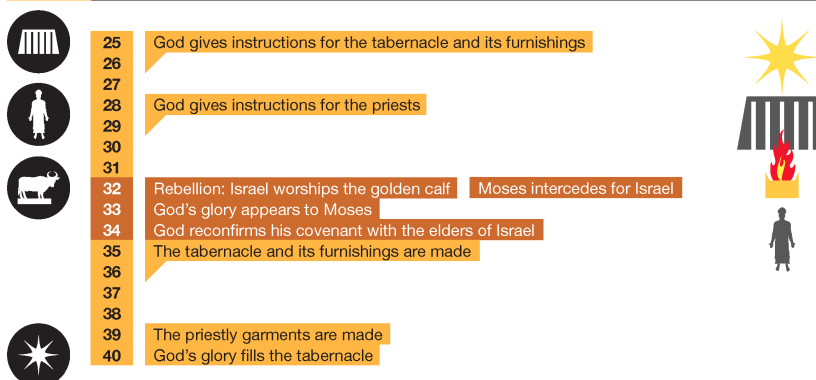 25 God gives instructions for the tabernacle and its furnishings
26
27
28 God gives instructions for the priests
29
30
31
32 Rebellion: Israel worships the golden calf Moses intercedes for Israel
33 God's glory appears to Moses
34 God reconfirms his covenant with the elders of Israel
35 The tabernacle and its furnishings are made
36
37
38
39 The priestly garments are made
40 God's glory fills the tabernacle